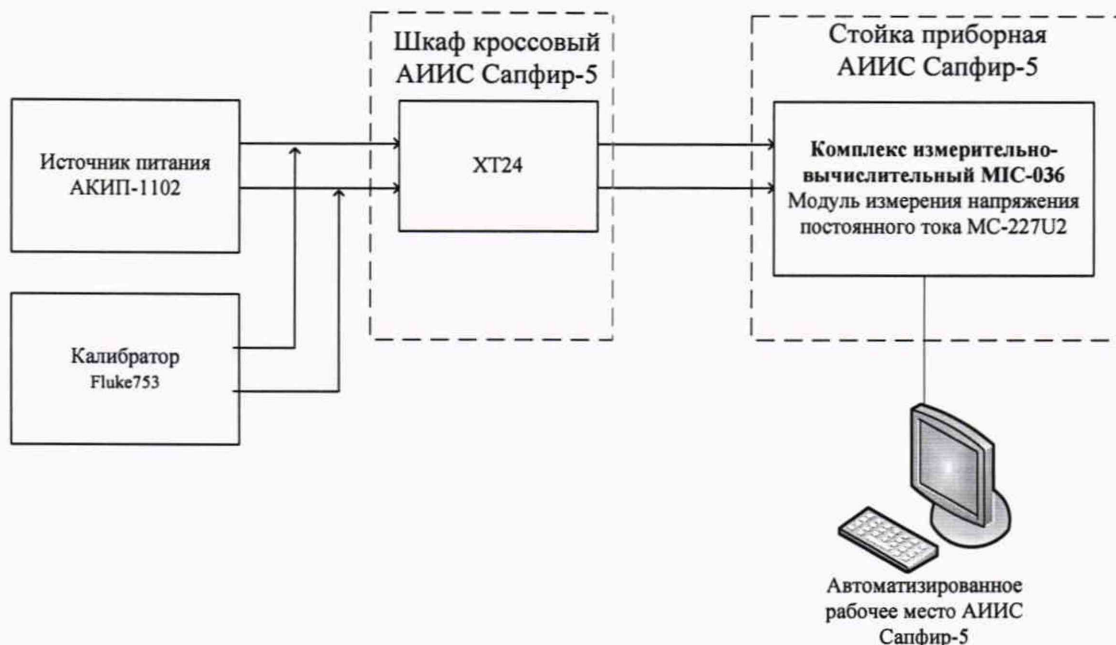 Шкаф кроссовый
АИИС Сапфир-5
Стойка приборная
АИИС Сапфир-5
Источник питания
АКИП-1102
XT24
Комплекс измерительно-
вычислительный MIC-036
Модуль измерения напряжения
постоянного тока MC-227U2
Калибратор
Fluke753
Автоматизированное
рабочее место АИИС
Сапфир-5